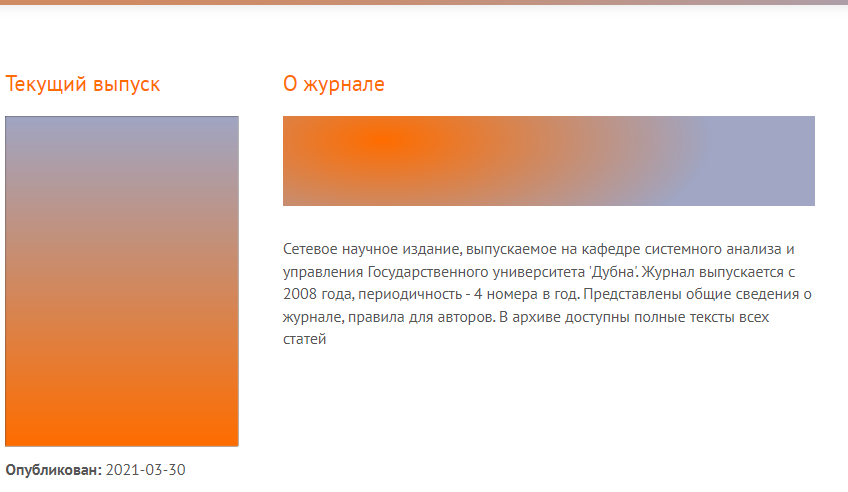 Текущий выпуск
Опубликован: 2021-03-30
О журнале
Сетевое научное издание, выпускаемое на кафедре системного анализа и
управления Государственного университета 'Дубна'. Журнал выпускается с
2008 года, периодичность - 4 номера в год. Представлены общие сведения о
журнале, правила для авторов. В архиве доступны полные тексты всех
статей